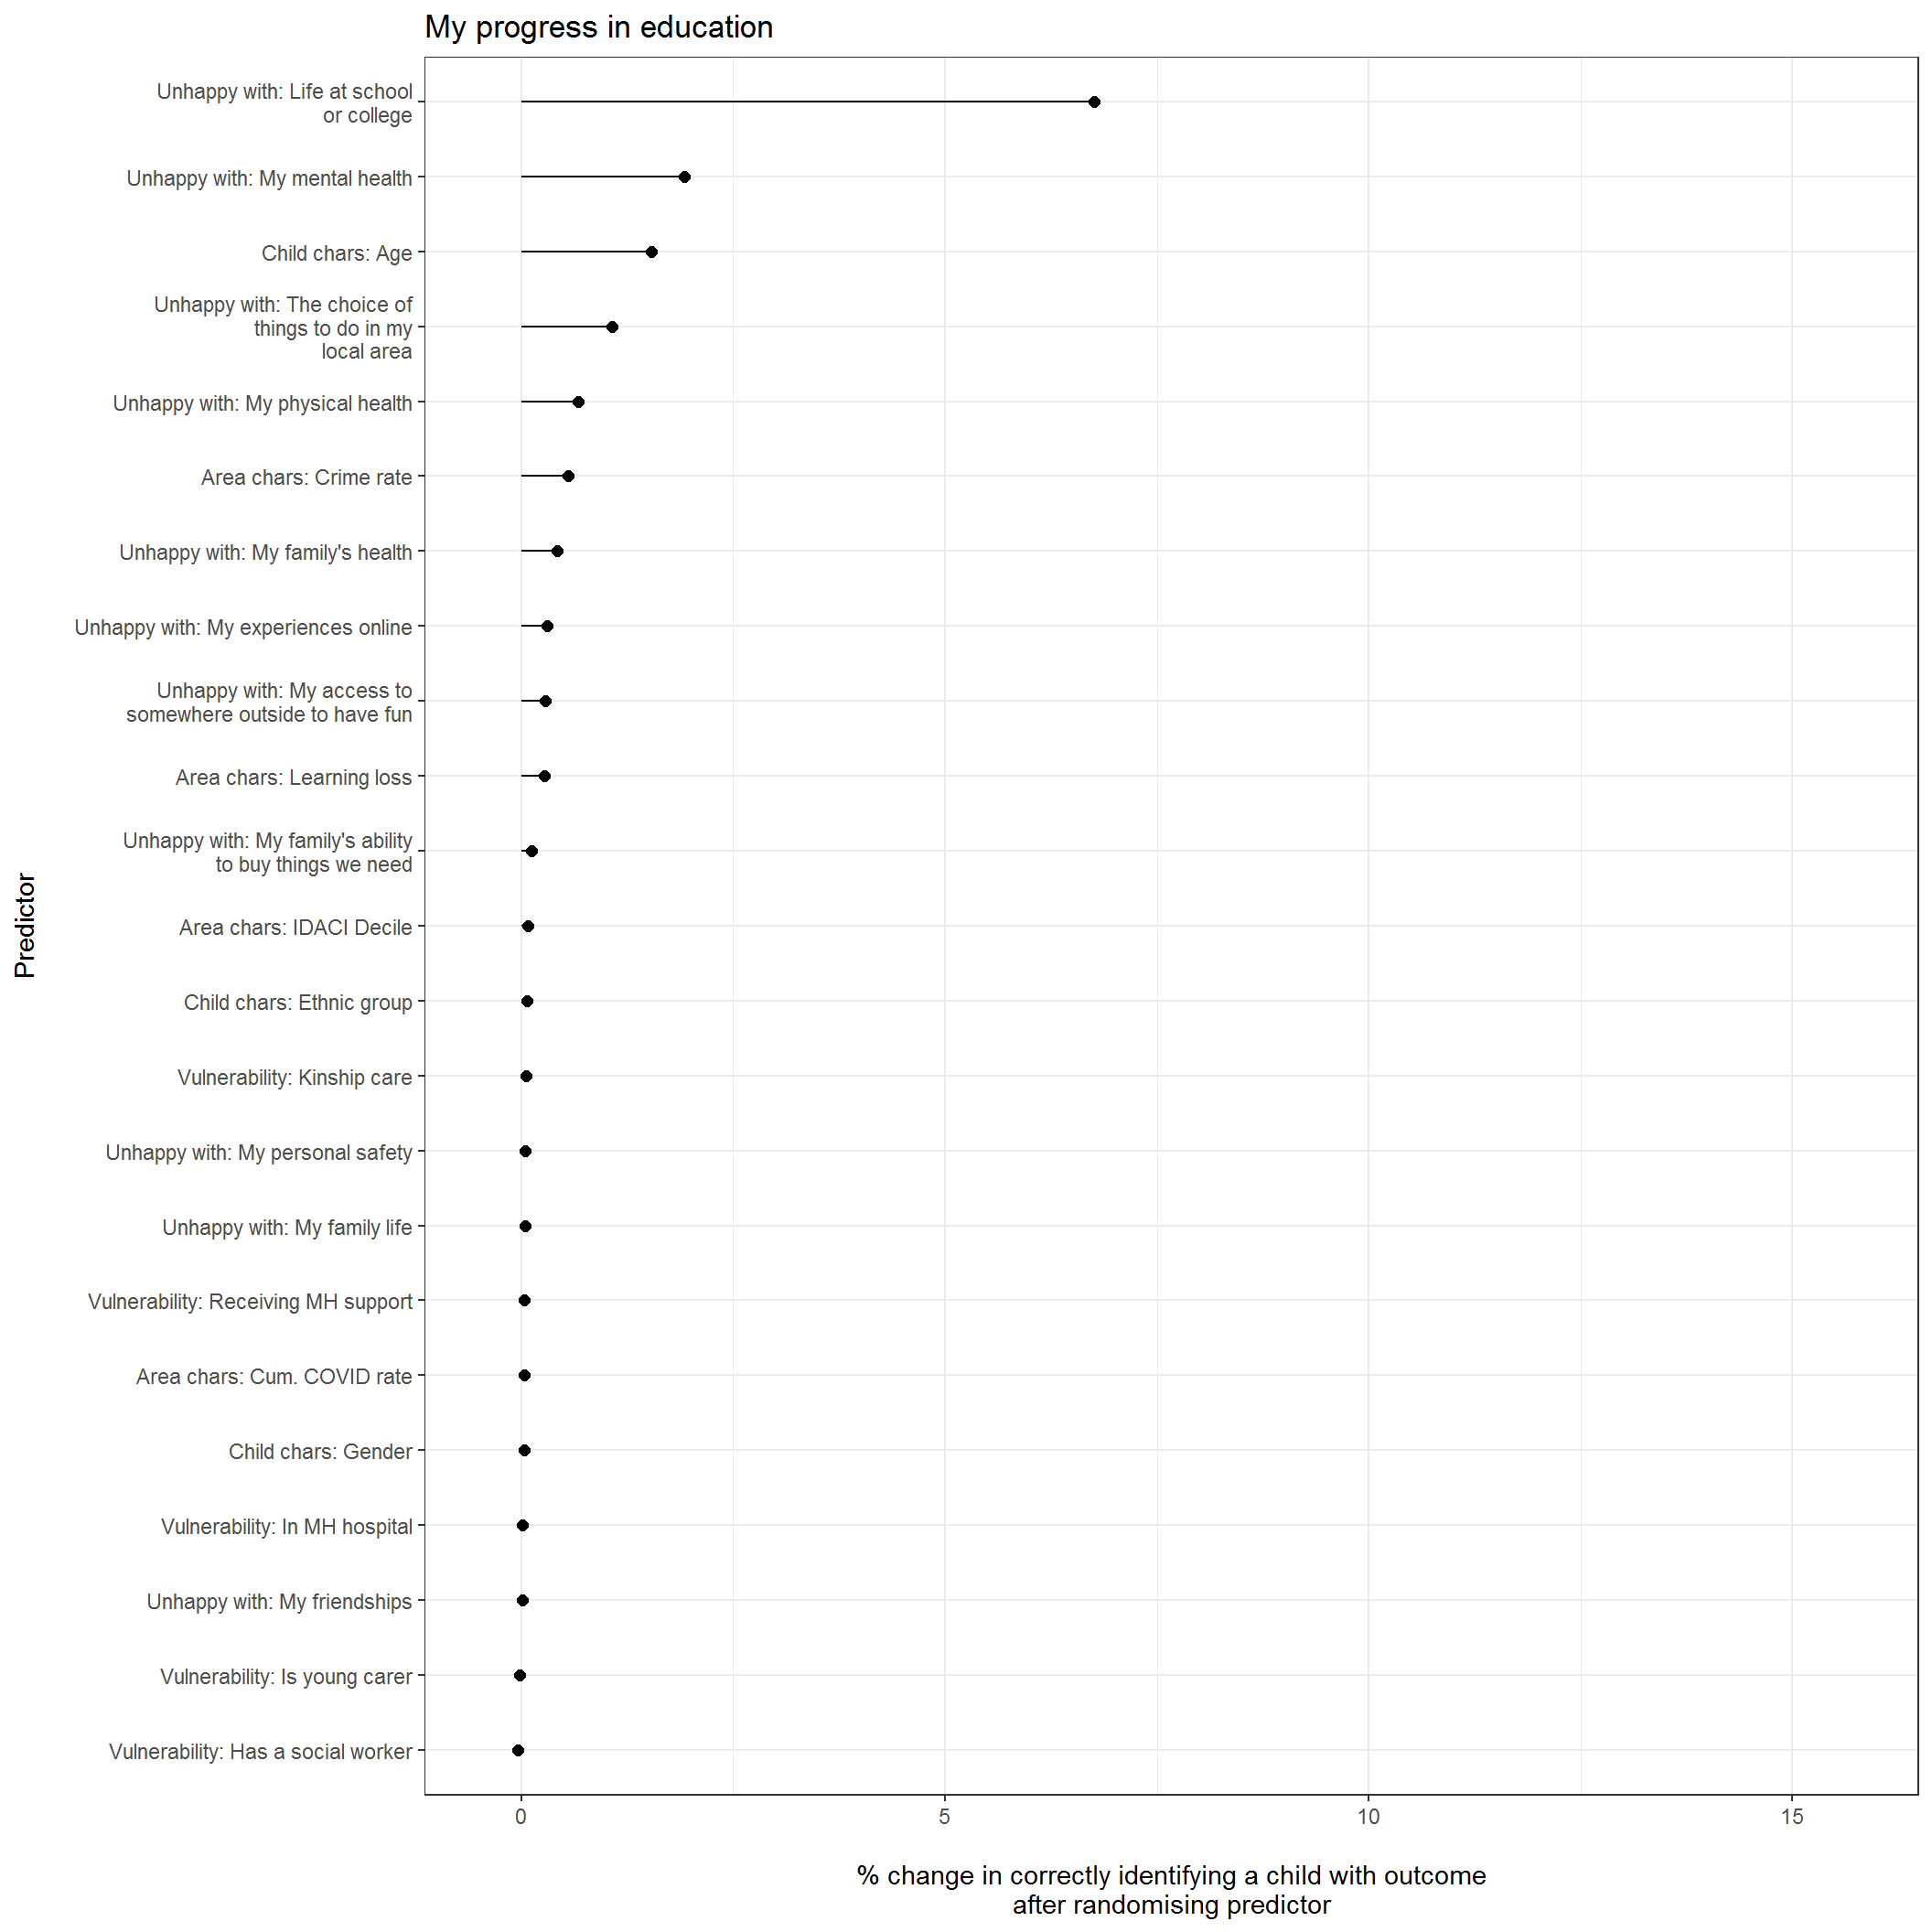 My progress in education
Unhappy with: Life at school
or college
Unhappy with: My mental health
Child chars: Age
Unhappy with: The choice of
things to do in my
local area
Unhappy with: My physical health
Area chars: Crime rate
Unhappy with: My family's health
Unhappy with: My experiences online
Unhappy with: My access to
somewhere outside to have fun
Area chars: Learning loss
Unhappy with: My family's ability
to buy things we need
Area chars: IDACI Decile
Child chars: Ethnic group
Vulnerability: Kinship care
Unhappy with: My personal safety
Unhappy with: My family life
Vulnerability: Receiving MH support
Area chars: Cum. COVID rate
Child chars: Gender
Vulnerability: In MH hospital
Unhappy with: My friendships
Vulnerability: Is young carer
Vulnerability: Has a social worker
Predictor
0 5 10 15
% change in correctly identifying a child with outcome
after randomising predictor